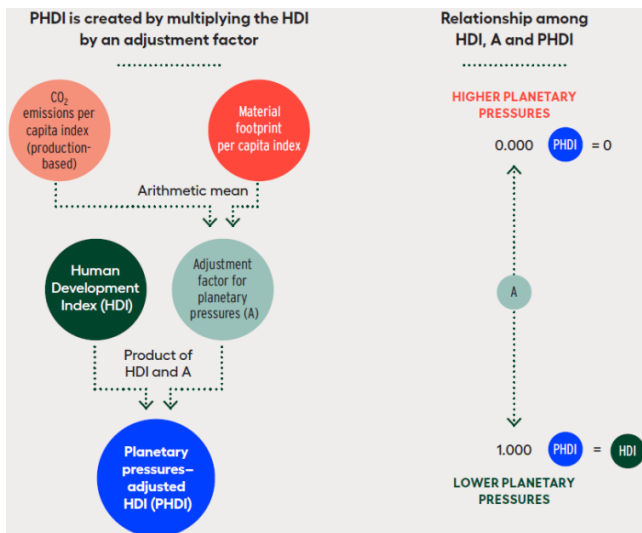 PHDI is created by multiplying the HDI
by an adjustment factor
CO₂
emissions per
capita index
(production-
based)
Material
footprint
per capita index
Arithmetic mean
Human
Development
Index (HDI)
Adjustment
factor for
planetary
pressures (A)
Product of
HDI and A
Planetary
pressures–
adjusted
HDI (PHDI)
Relationship among
HDI, A and PHDI
HIGHER PLANETARY
PRESSURES
0.000 PHDI = 0
A
1.000 PHDI = HDI
LOWER PLANETARY
PRESSURES